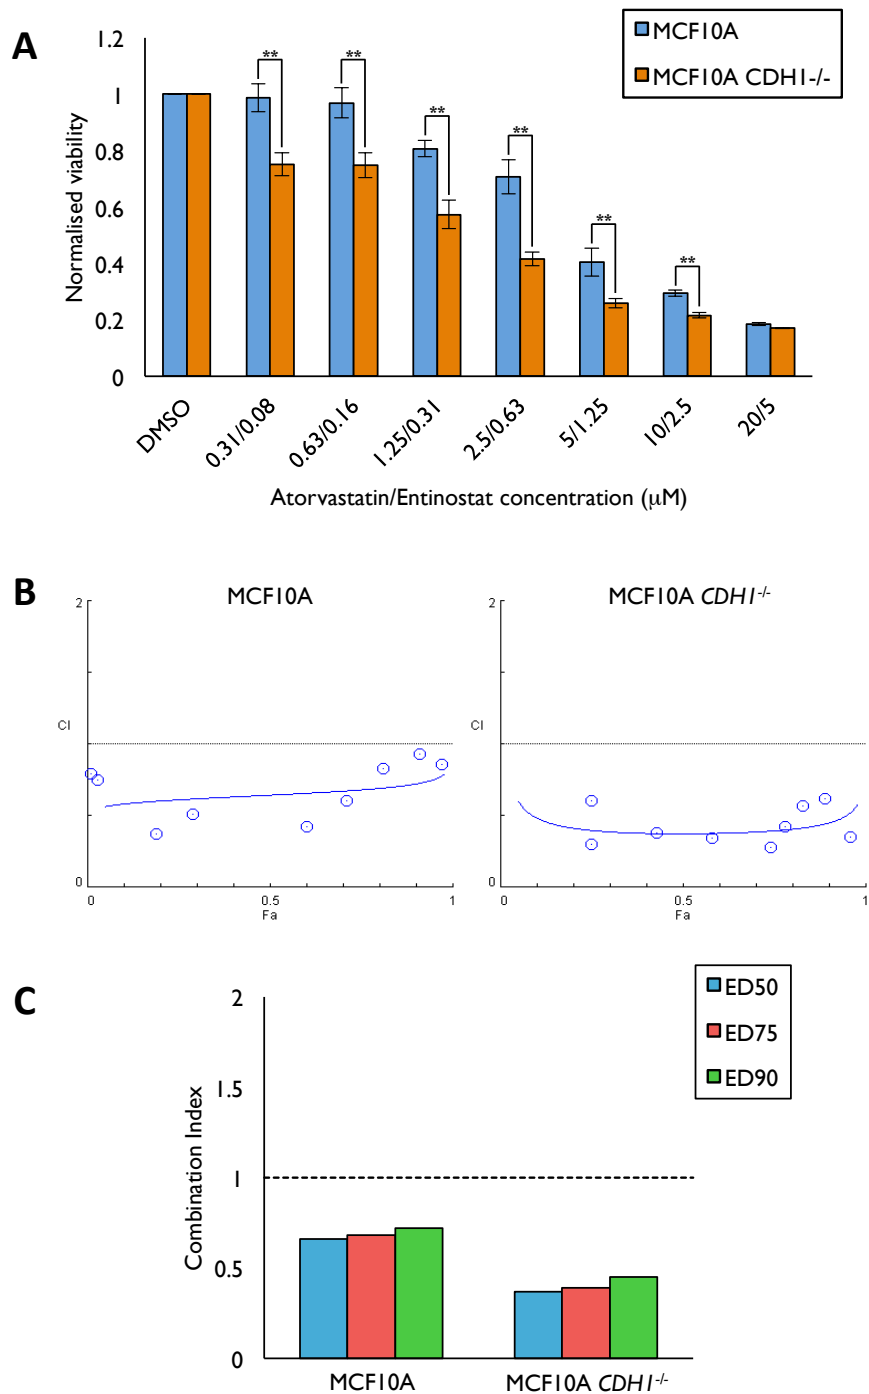 A
MCF10A
MCF10A CDH1-/-
1.2
1
0.8
0.6
0.4
0.2
0
Normalised viability
**
**
**
**
**
**
DMSO
0.31/0.08
0.63/0.16
1.25/0.31
2.5/0.63
5/1.25
10/2.5
20/5
Atorvastatin/Entinostat concentration (μM)
B
MCF10A
2
CI
0
0
0.5
1
Fa
MCF10A CDH1-/-
2
CI
0
0
0.5
1
Fa
C
ED50
ED75
ED90
2
1.5
1
0.5
0
Combination Index
MCF10A
MCF10A CDH1-/-